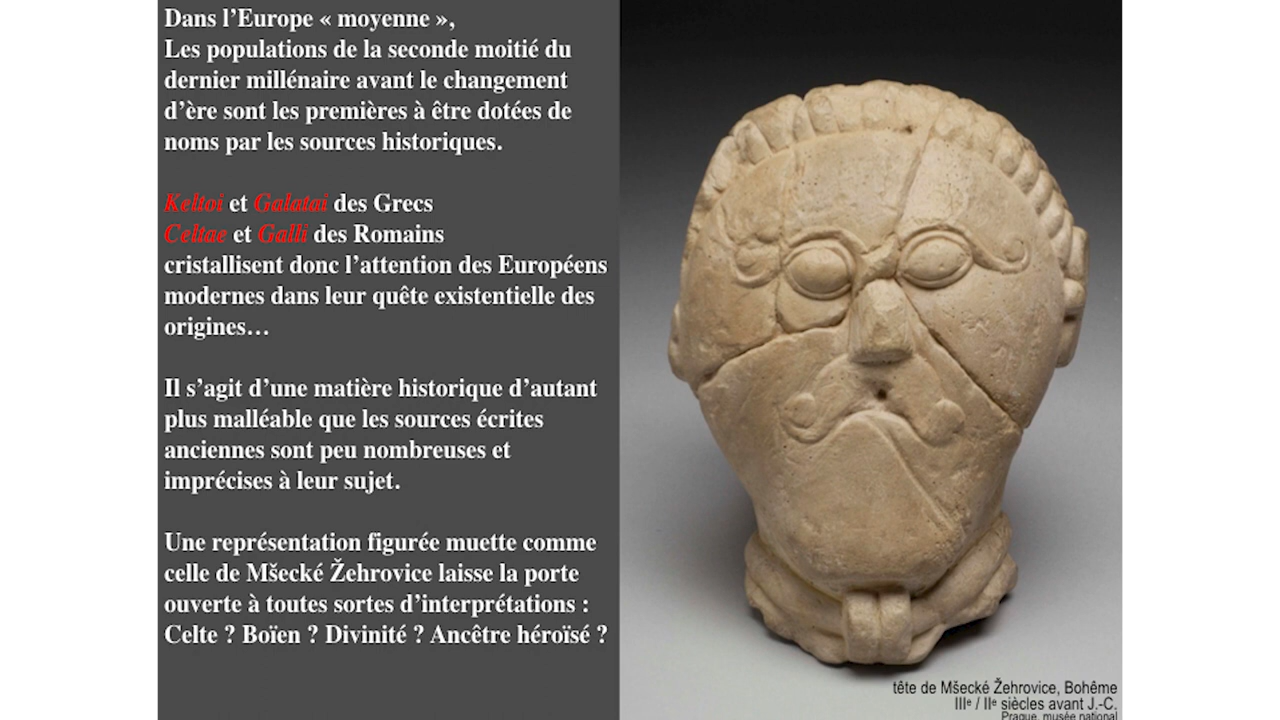 Dans l’Europe « moyenne »,
Les populations de la seconde moitié du
dernier millénaire avant le changement
d’ère sont les premières à être dotées de
noms par les sources historiques.
Keltoi et Galatai des Grecs
Celtae et Galli des Romains
cristallisent donc l’attention des Européens
modernes dans leur quête existentielle des
origines…
Il s’agit d’une matière historique d’autant
plus malléable que les sources écrites
anciennes sont peu nombreuses et
imprécises à leur sujet.
Une représentation figurée muette comme
celle de Mšecké Žehrovice laisse la porte
ouverte à toutes sortes d’interprétations :
Celte ? Boïen ? Divinité ? Ancêtre héroïsé ?
tête de Mšecké Žehrovice, Bohême
IIIe / IIe siècles avant J.-C.
Prague, musée national